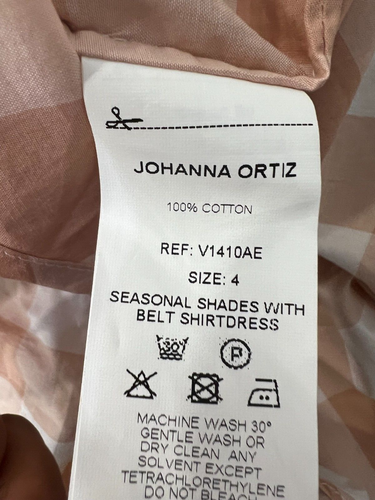 JOHANNA ORTIZ
100% COTTON
REF: V1410AE
SIZE: 4
SEASONAL SHADES WITH
BELT SHIRTDRESS
30°
P
MACHINE WASH 30°
GENTLE WASH OR
DRY CLEAN ANY
SOLVENT EXCEPT
TETRACHLORETHYLENE
DO NOT BLEACH